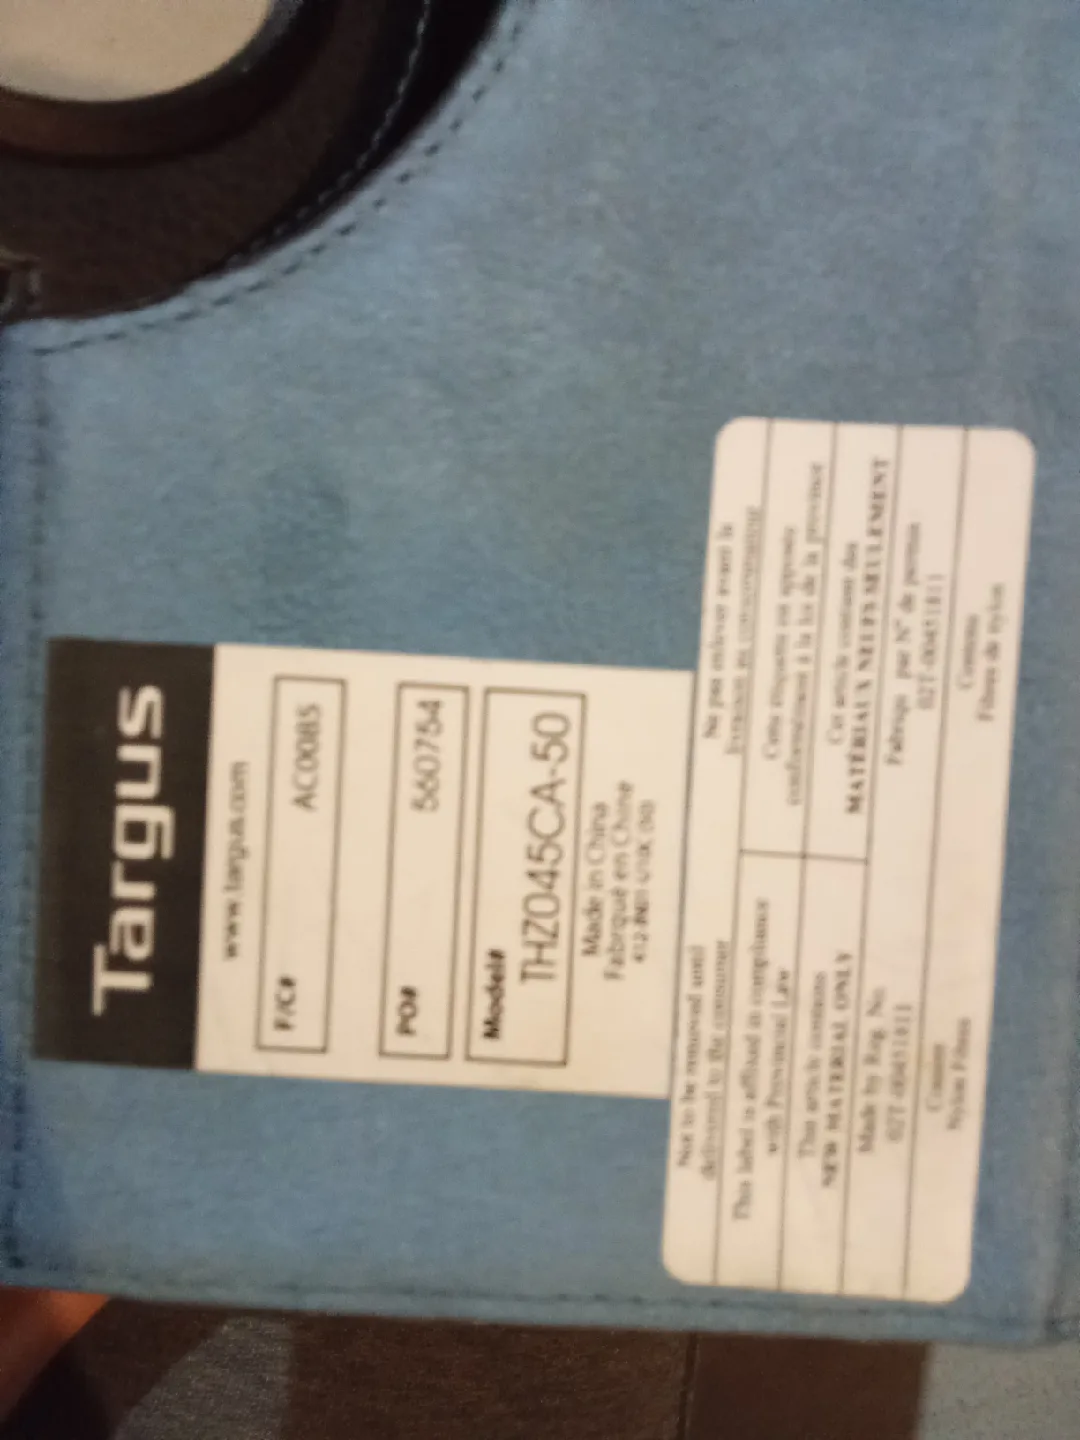 Targus
www.targus.com
F/C# AC0085
PO# 560754
Model#
THZ045CA-50
Made in China
Fabriqué en Chine
Not to be removed until
delivered to the consumer
This label is affixed in compliance
with Provincial Law
This article contains
NEW MATERIAL ONLY
Made by Reg. No.
02T-00451811
Content
Nylon Fibres
Ne pas enlever avant la
livraison au consommateur
Cette étiquette est apposée
conformément à la loi de la province
Cet article contient des
MATÉRIAUX NEUFS SEULEMENT
Fabriqué par N° de permis
02T-00451811
Contenu
Fibres de nylon